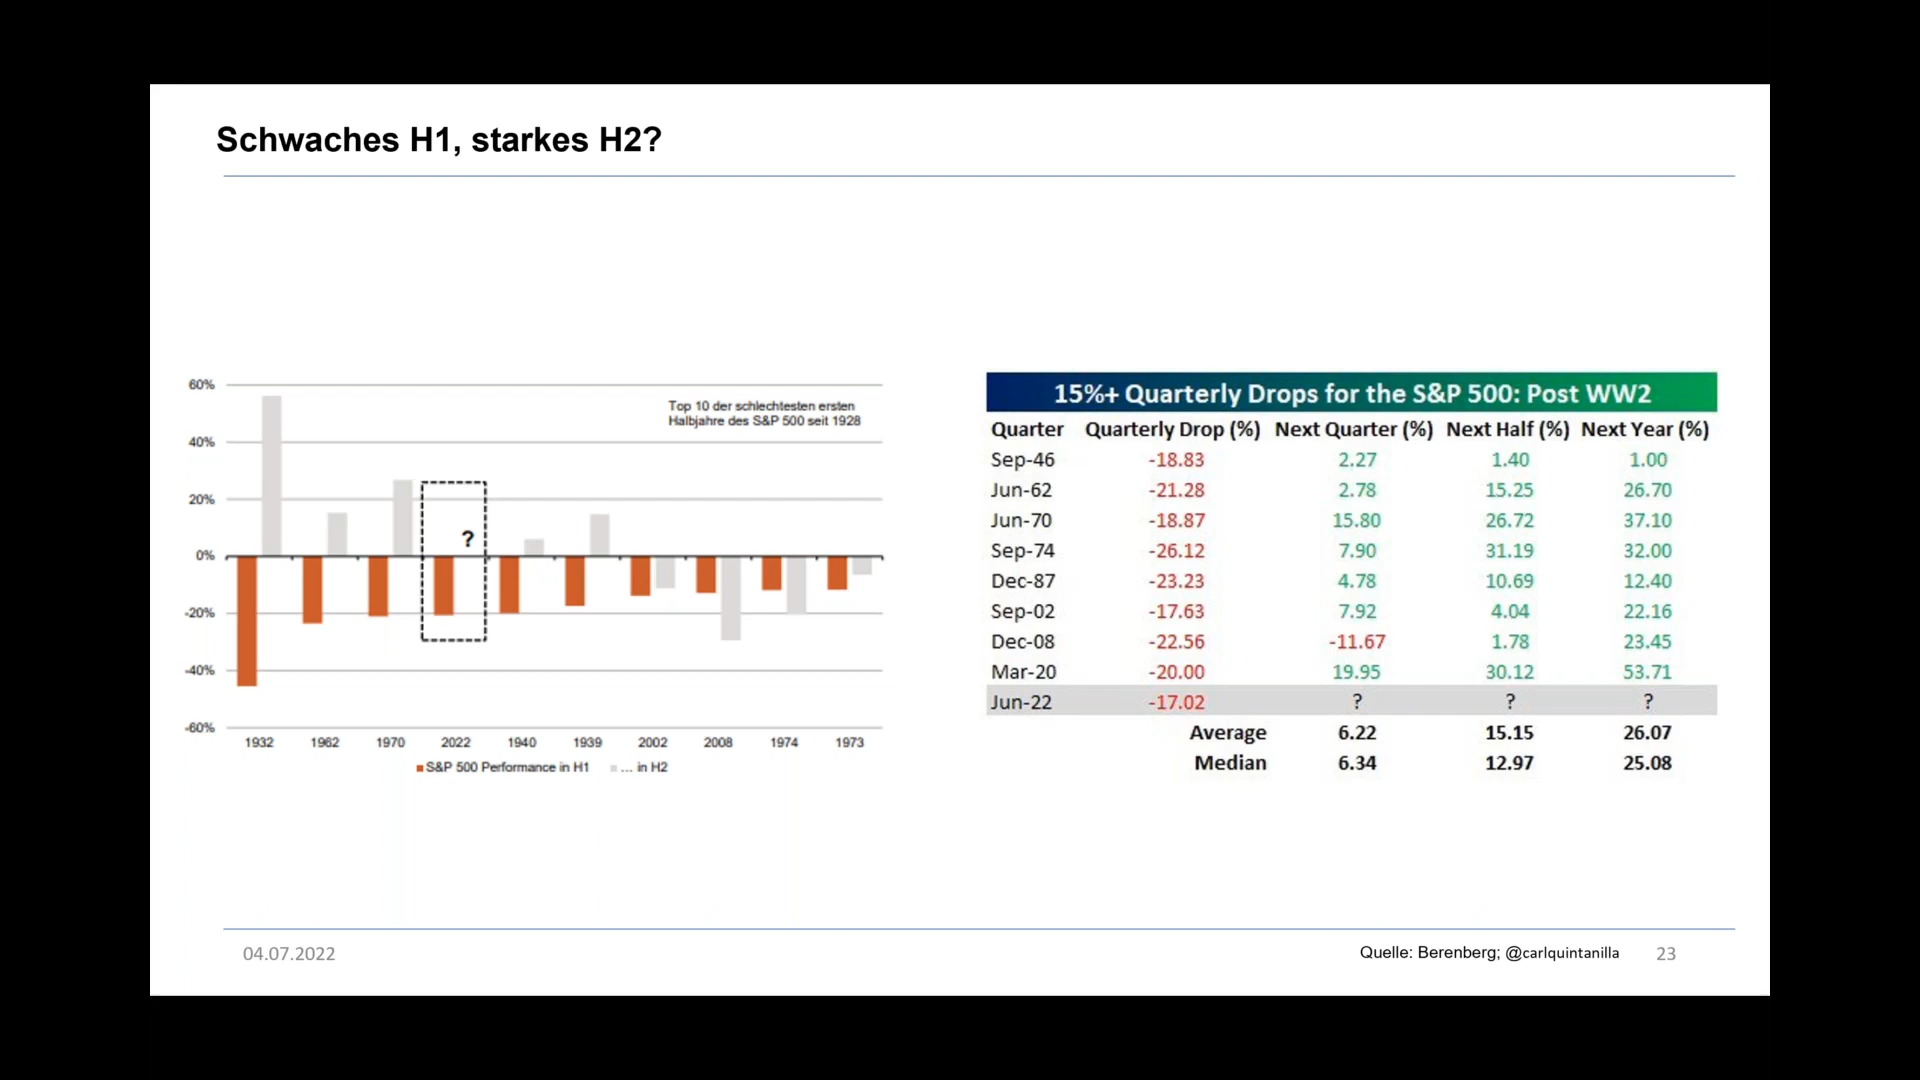 Schwaches H1, starkes H2?
60%
40%
20%
0%
-20%
-40%
-60%
Top 10 der schlechtesten ersten
Halbjahre des S&P 500 seit 1928
?
1932 1962 1970 2022 1940 1939 2002 2008 1974 1973
S&P 500 Performance in H1 ... in H2
15%+ Quarterly Drops for the S&P 500: Post WW2
Quarter Quarterly Drop (%) Next Quarter (%) Next Half (%) Next Year (%)
Sep-46 -18.83 2.27 1.40 1.00
Jun-62 -21.28 2.78 15.25 26.70
Jun-70 -18.87 15.80 26.72 37.10
Sep-74 -26.12 7.90 31.19 32.00
Dec-87 -23.23 4.78 10.69 12.40
Sep-02 -17.63 7.92 4.04 22.16
Dec-08 -22.56 -11.67 1.78 23.45
Mar-20 -20.00 19.95 30.12 53.71
Jun-22 -17.02 ? ? ?
Average 6.22 15.15 26.07
Median 6.34 12.97 25.08
04.07.2022
Quelle: Berenberg; @carlquintanilla
23